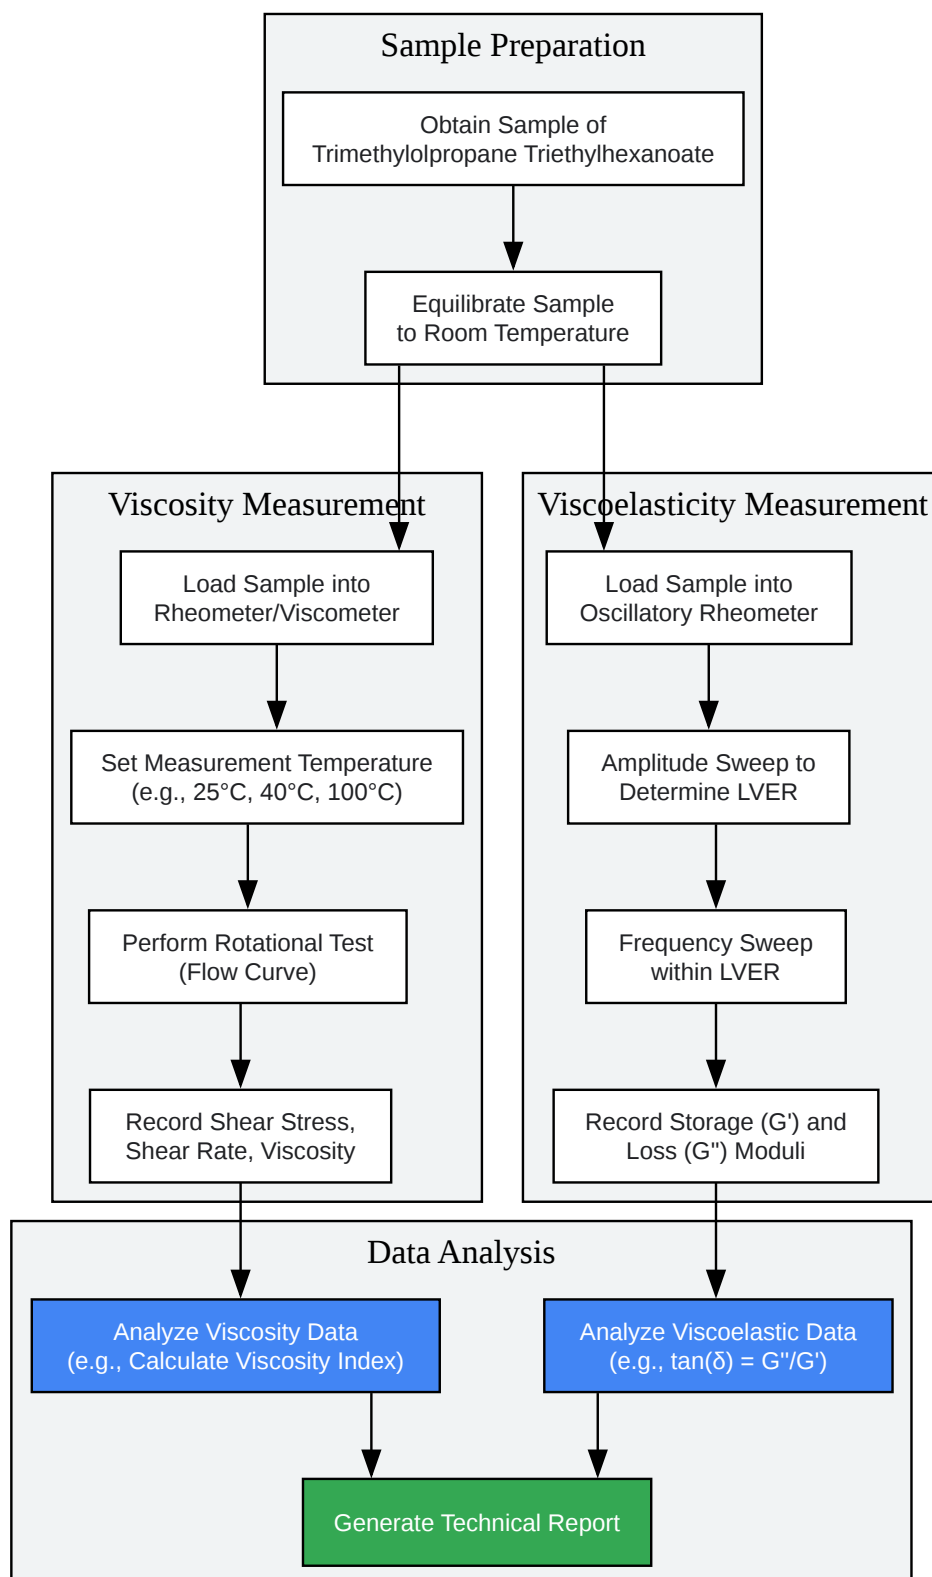 Sample Preparation
Obtain Sample of
Trimethylolpropane Triethylhexanoate
Equilibrate Sample
to Room Temperature
Viscosity Measurement
Load Sample into
Rheometer/Viscometer
Set Measurement Temperature
(e.g., 25°C, 40°C, 100°C)
Perform Rotational Test
(Flow Curve)
Record Shear Stress,
Shear Rate, Viscosity
Viscoelasticity Measurement
Load Sample into
Oscillatory Rheometer
Amplitude Sweep to
Determine LVER
Frequency Sweep
within LVER
Record Storage (G') and
Loss (G'') Moduli
Data Analysis
Analyze Viscosity Data
(e.g., Calculate Viscosity Index)
Analyze Viscoelastic Data
(e.g., tan(δ) = G''/G')
Generate Technical Report